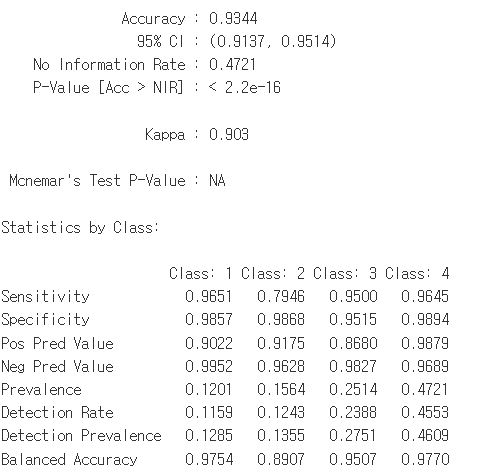 Accuracy : 0.9344
95% CI : (0.9137, 0.9514)
No Information Rate : 0.4721
P-Value [Acc > NIR] : < 2.2e-16
Kappa : 0.903
Mcnemar's Test P-Value : NA
Statistics by Class:
Class: 1 Class: 2 Class: 3 Class: 4
Sensitivity 0.9651 0.7946 0.9500 0.9645
Specificity 0.9857 0.9868 0.9515 0.9894
Pos Pred Value 0.9022 0.9175 0.8680 0.9879
Neg Pred Value 0.9952 0.9628 0.9827 0.9689
Prevalence 0.1201 0.1564 0.2514 0.4721
Detection Rate 0.1159 0.1243 0.2388 0.4553
Detection Prevalence 0.1285 0.1355 0.2751 0.4609
Balanced Accuracy 0.9754 0.8907 0.9507 0.9770